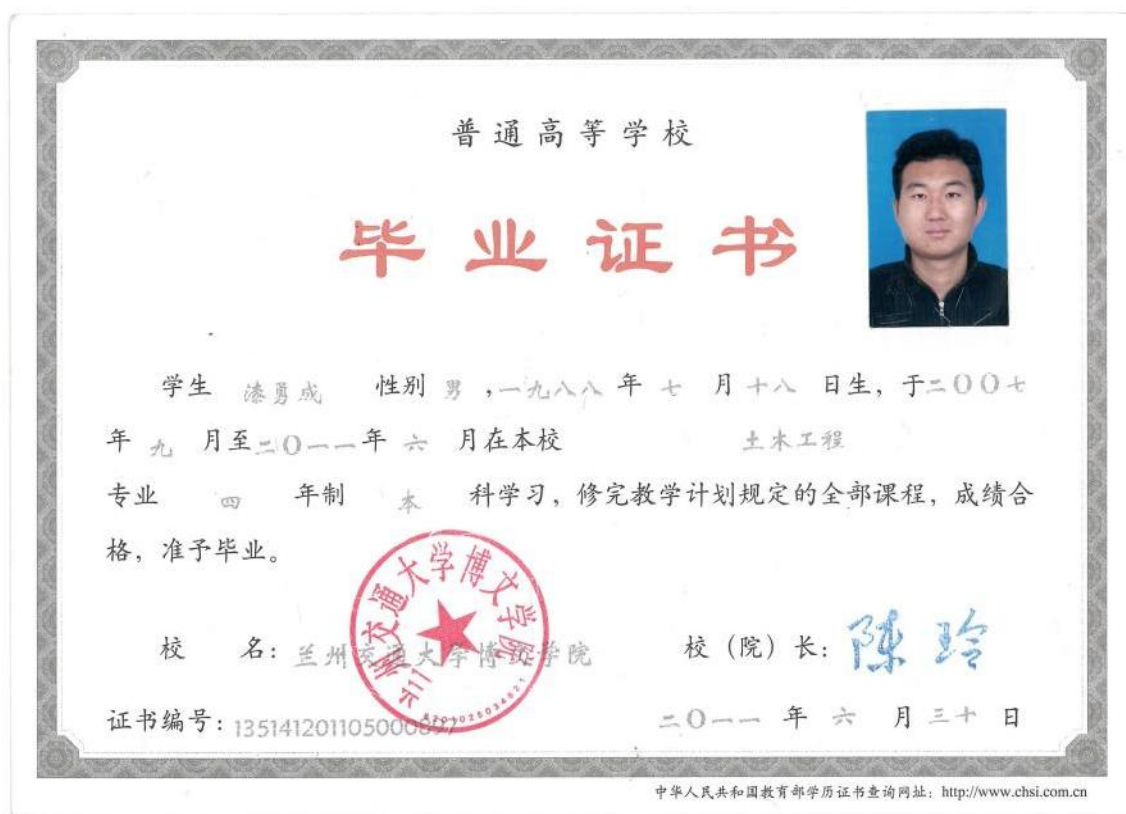 普通高等学校
毕业证书
学生 漆勇成 性别 男 ,一九八八 年 七 月 十八 日生, 于二〇〇七
年 九 月至二〇一一年 六 月在本校 土木工程
专业 四 年制 本 科学习, 修完教学计划规定的全部课程, 成绩合
格, 准予毕业。
兰州交通大学博文学院
校 名: 兰州交通大学博文学院
校（院）长: 陈玲
证书编号:
二〇一一 年 六 月 三十 日
中华人民共和国教育部学历证书查询网址: http://www.chsi.com.cn